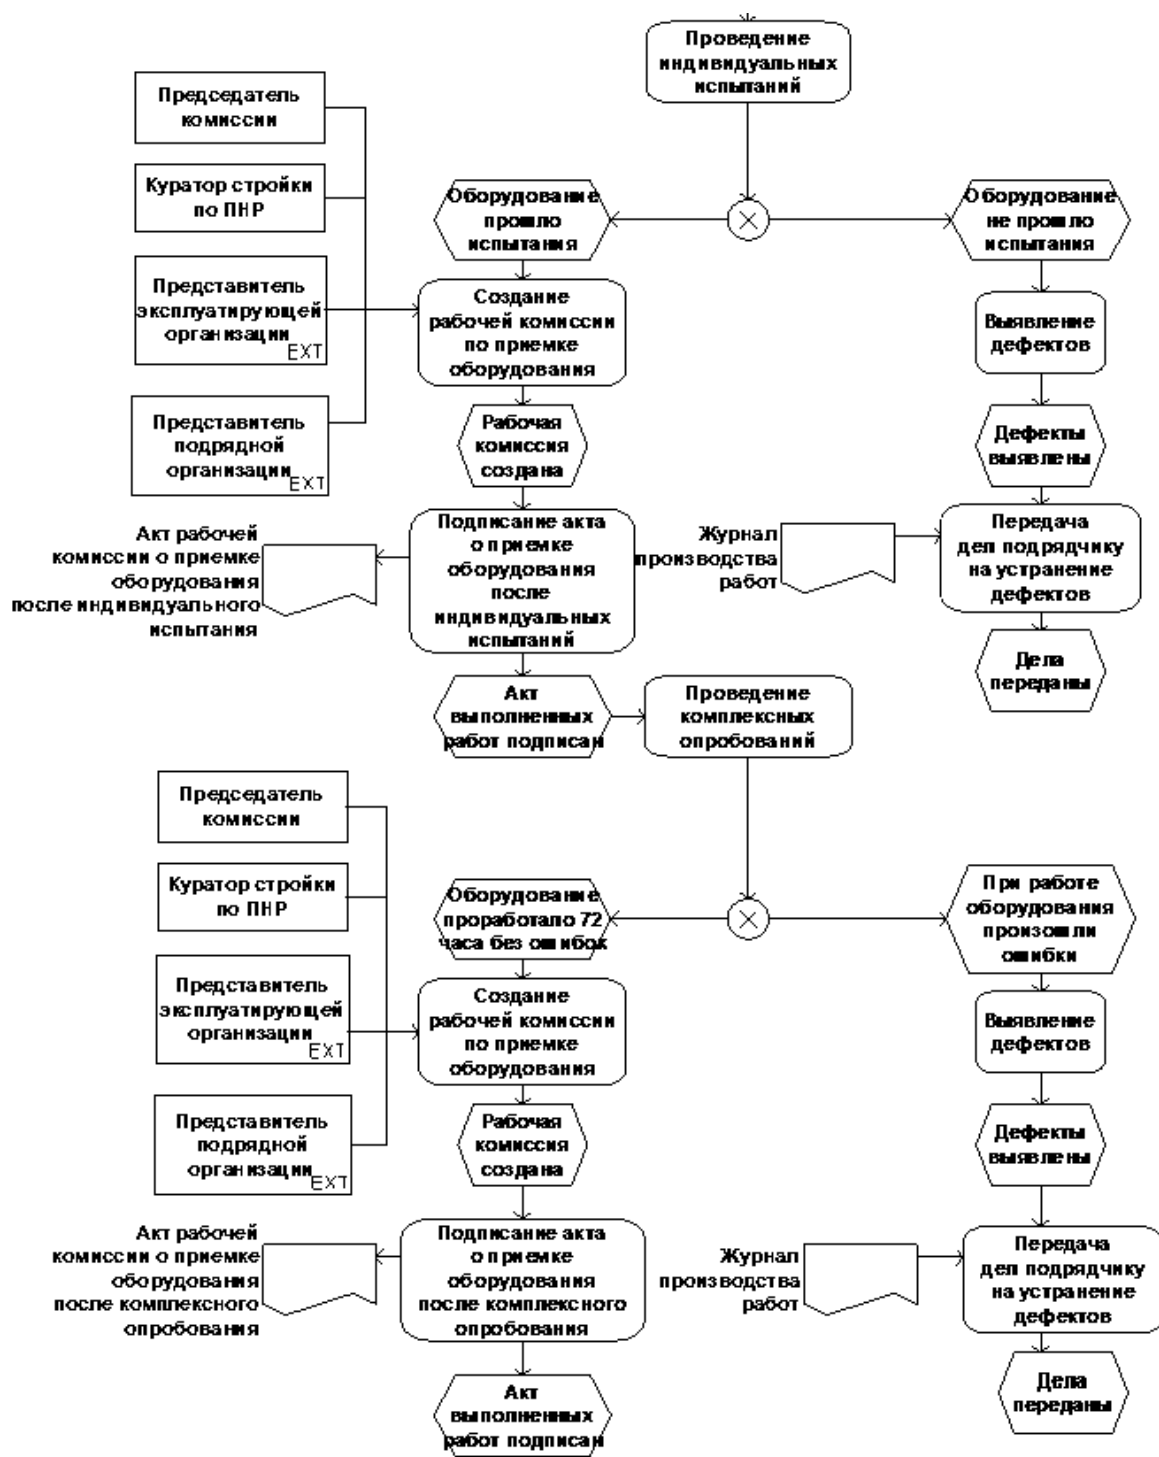 Проведение
индивидуальных
испытаний
Председатель
комиссии
Куратор стройки
по ПНР
Оборудование
прошло
испытания
Оборудование
не прошло
испытания
Представитель
эксплуатирующей
организации
EXT
Создание
рабочей комиссии
по приемке
оборудования
Выявление
дефектов
Представитель
подрядной
организации
EXT
Рабочая
комиссия
создана
Дефекты
выявлены
Акт рабочей
комиссии о приемке
оборудования
после индивидуального
испытания
Подписание акта
о приемке
оборудования
после
индивидуальных
испытаний
Журнал
производства
работ
Передача
дел подрядчику
на устранение
дефектов
Дела
переданы
Акт
выполненных
работ подписан
Проведение
комплексных
опробований
Председатель
комиссии
Куратор стройки
по ПНР
Оборудование
проработало 72
часа без ошибок
При работе
оборудования
произошли
ошибки
Представитель
эксплуатирующей
организации
EXT
Создание
рабочей комиссии
по приемке
оборудования
Выявление
дефектов
Представитель
подрядной
организации
EXT
Рабочая
комиссия
создана
Дефекты
выявлены
Акт рабочей
комиссии о приемке
оборудования
после комплексного
опробования
Подписание акта
о приемке
оборудования
после комплексного
опробования
Журнал
производства
работ
Передача
дел подрядчику
на устранение
дефектов
Акт
выполненных
работ подписан
Дела
переданы